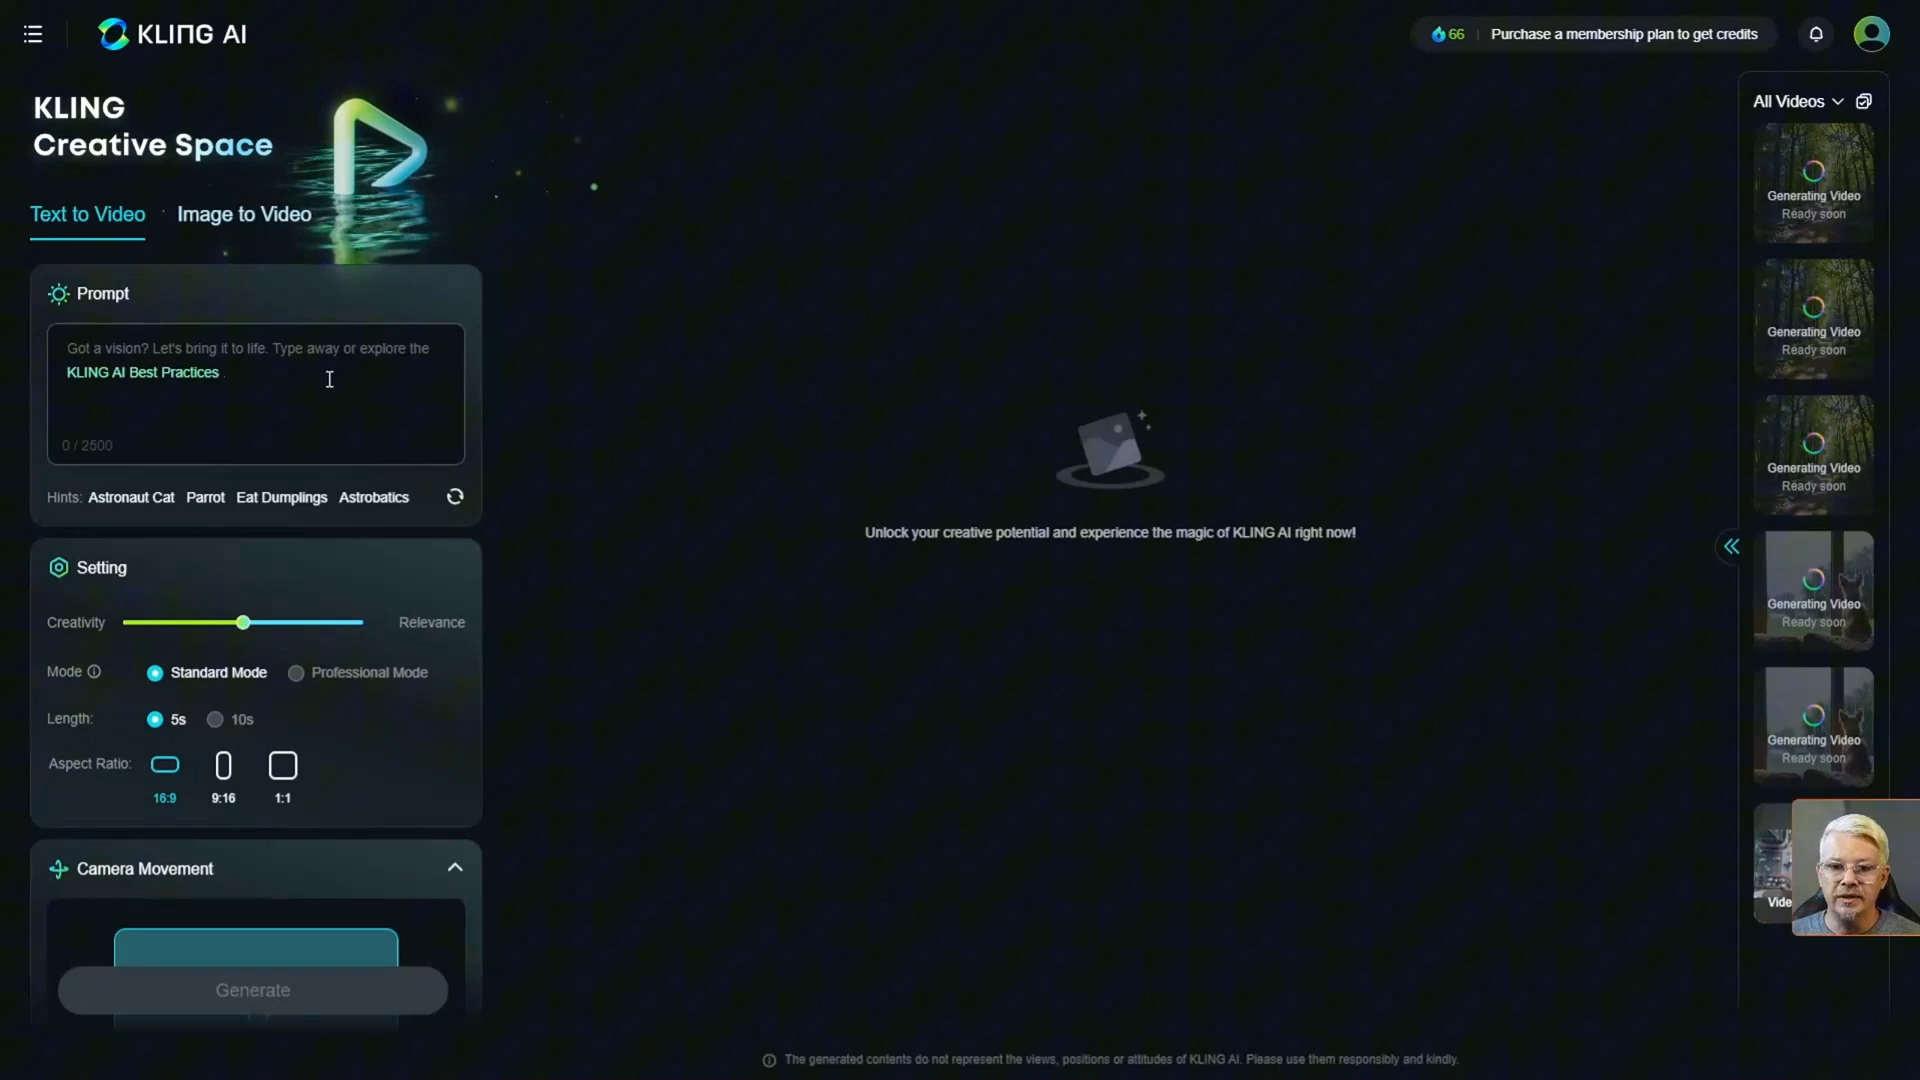 KLING AI
66
Purchase a membership plan to get credits
KLING
Creative Space
Text to Video
Image to Video
Prompt
Got a vision? Let's bring it to life. Type away or explore the
KLING AI Best Practices
0 / 2500
Hints: Astronaut Cat Parrot Eat Dumplings Astrobatics
Setting
Creativity
Relevance
Mode
Standard Mode
Professional Mode
Length:
5s
10s
Aspect Ratio:
16:9
9:16
1:1
Camera Movement
Generate
Unlock your creative potential and experience the magic of KLING AI right now!
All Videos
Generating Video
Ready soon
Generating Video
Ready soon
Generating Video
Ready soon
Generating Video
Ready soon
Generating Video
Ready soon
Vide
The generated contents do not represent the views, positions or attitudes of KLING AI. Please use them responsibly and kindly.